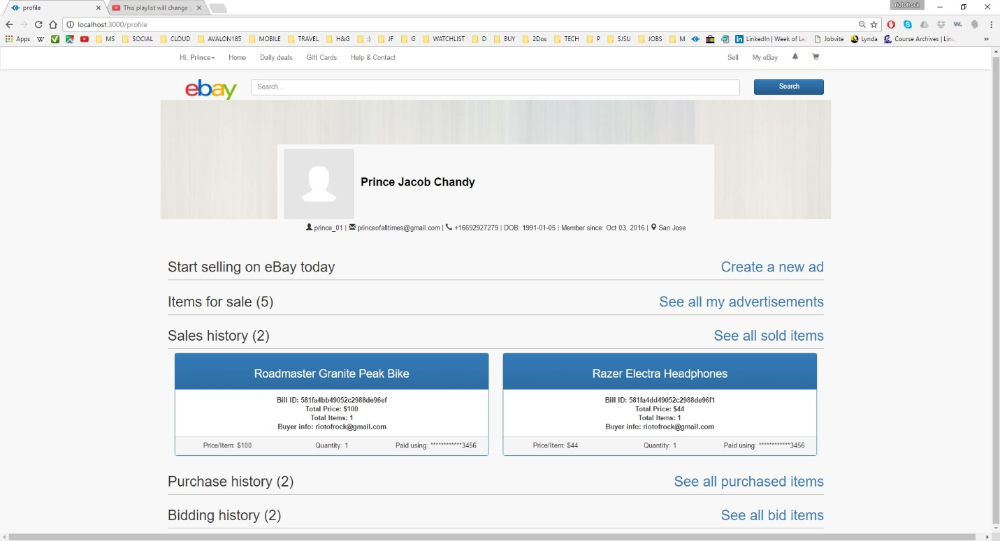 riotofrock
profile
This playlist will change
localhost:3000/profile
Apps W MS SOCIAL CLOUD AVALON185 MOBILE TRAVEL H&G :) JF G WATCHLIST D BUY 2Dos TECH P SJSU JOBS M LinkedIn | Week of Le Jobvite Lynda Course Archives | Linu »
Hi, Prince Home Daily deals Gift Cards Help & Contact Sell My eBay
ebay Search... Search
Prince Jacob Chandy
prince_01 | princeofalltimes@gmail.com | +16692927279 | DOB: 1991-01-05 | Member since: Oct 03, 2016 | San Jose
Start selling on eBay today Create a new ad
Items for sale (5) See all my advertisements
Sales history (2) See all sold items
Roadmaster Granite Peak Bike Razer Electra Headphones
Bill ID: 581fa4bb49052c2988de96ef Bill ID: 581fa4dd49052c2988de96f1
Total Price: $100 Total Price: $44
Total Items: 1 Total Items: 1
Buyer info: riotofrock@gmail.com Buyer info: riotofrock@gmail.com
Price/Item: $100 Quantity: 1 Paid using: ************3456 Price/Item: $44 Quantity: 1 Paid using: ************3456
Purchase history (2) See all purchased items
Bidding history (2) See all bid items